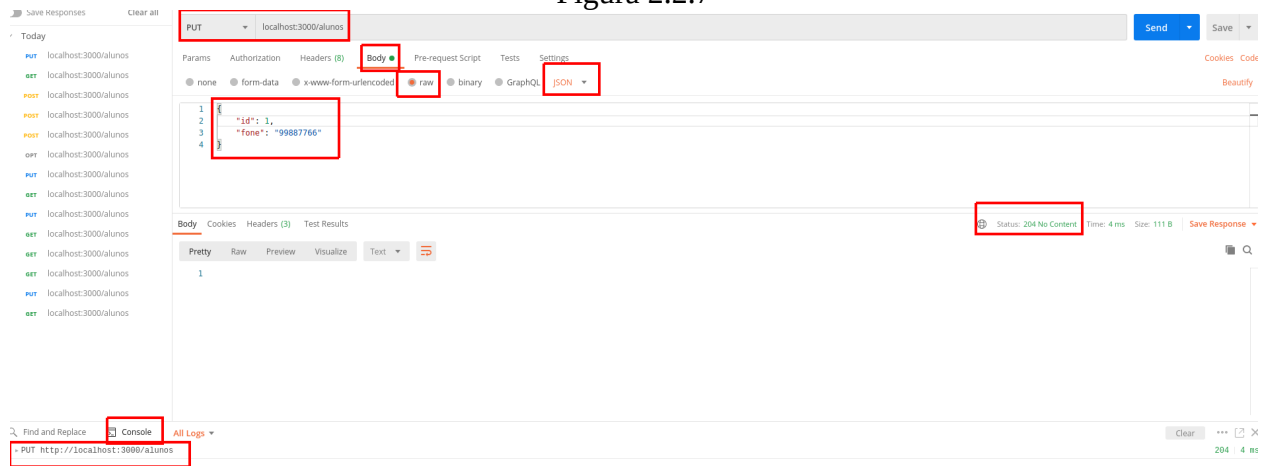 Figura 2.2.7
Save Responses Clear all
Today
PUT localhost:3000/alunos
GET localhost:3000/alunos
POST localhost:3000/alunos
POST localhost:3000/alunos
POST localhost:3000/alunos
OPT localhost:3000/alunos
PUT localhost:3000/alunos
GET localhost:3000/alunos
PUT localhost:3000/alunos
GET localhost:3000/alunos
GET localhost:3000/alunos
GET localhost:3000/alunos
PUT localhost:3000/alunos
GET localhost:3000/alunos
PUT localhost:3000/alunos Send Save
Params Authorization Headers (8) Body Pre-request Script Tests Settings Cookies Code
none form-data x-www-form-urlencoded raw binary GraphQL JSON Beautify
1 {
2 "id": 1,
3 "fone": "99887766"
4 }
Body Cookies Headers (3) Test Results Status: 204 No Content Time: 4 ms Size: 111 B Save Response
Pretty Raw Preview Visualize Text
1
Find and Replace Console All Logs Clear
PUT http://localhost:3000/alunos 204 4 ms